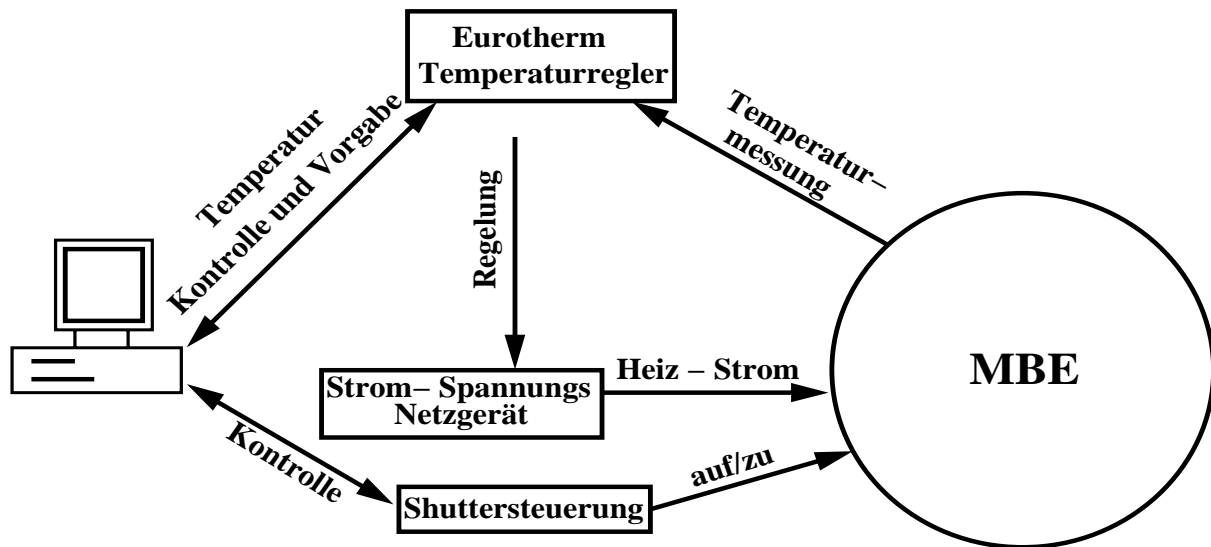 Eurotherm
Temperaturregler
Temperatur
Kontrolle und Vorgabe
Temperatur–
messung
Regelung
MBE
Heiz – Strom
Strom– Spannungs
Netzgerät
Kontrolle
auf/zu
Shuttersteuerung